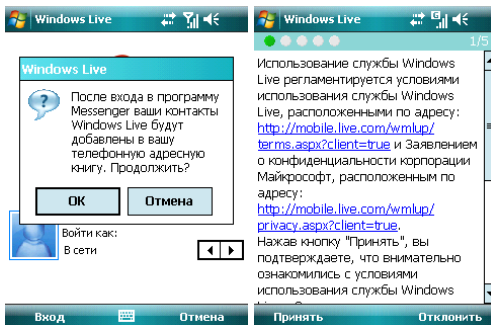 Windows Live
Windows Live
После входа в программу
Messenger ваши контакты
Windows Live будут
добавлены в вашу
телефонную адресную
книгу. Продолжить?
OK
Отмена
Войти как:
В сети
Вход
Отмена
Windows Live
1/5
Использование службы Windows
Live регламентируется условиями
использования службы Windows
Live, расположенными по адресу:
http://mobile.live.com/wmlup/
terms.aspx?client=true и Заявлением
о конфиденциальности корпорации
Майкрософт, расположенным по
адресу:
http://mobile.live.com/wmlup/
privacy.aspx?client=true.
Нажав кнопку "Принять", вы
подтверждаете, что внимательно
ознакомились с условиями
использования службы Windows
Принять
Отклонить